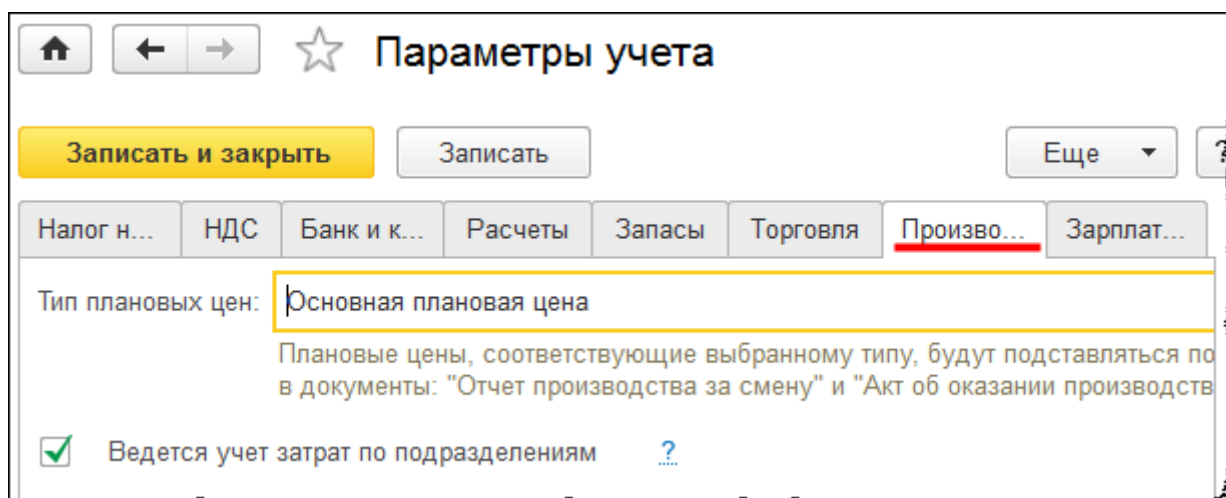 Параметры учета
Записать и закрыть Записать Еще ?
Налог н... НДС Банк и к... Расчеты Запасы Торговля Произво... Зарплат...
Тип плановых цен: Основная плановая цена
Плановые цены, соответствующие выбранному типу, будут подставляться по
в документы: "Отчет производства за смену" и "Акт об оказании производств
Ведется учет затрат по подразделениям ?